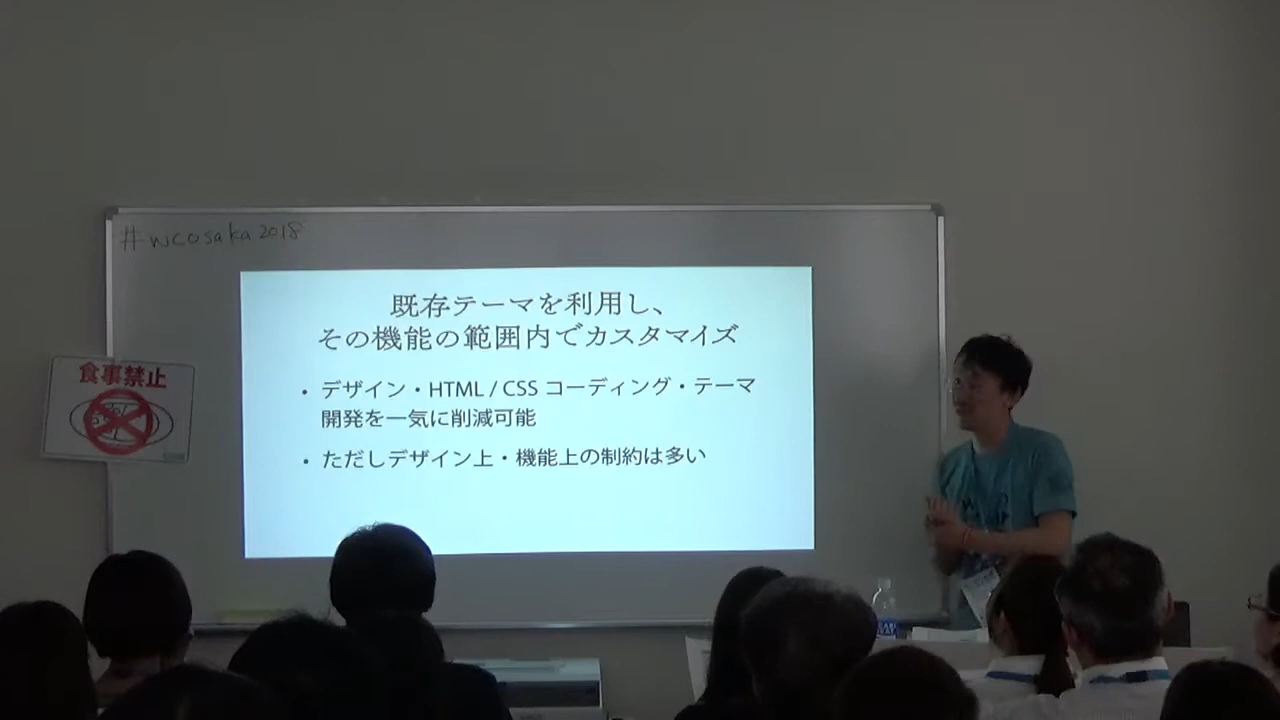 #wcosaka2018
既存テーマを利用し、
その機能の範囲内でカスタマイズ
• デザイン・HTML / CSS コーディング・テーマ
開発を一気に削減可能
• ただしデザイン上・機能上の制約は多い
食事禁止